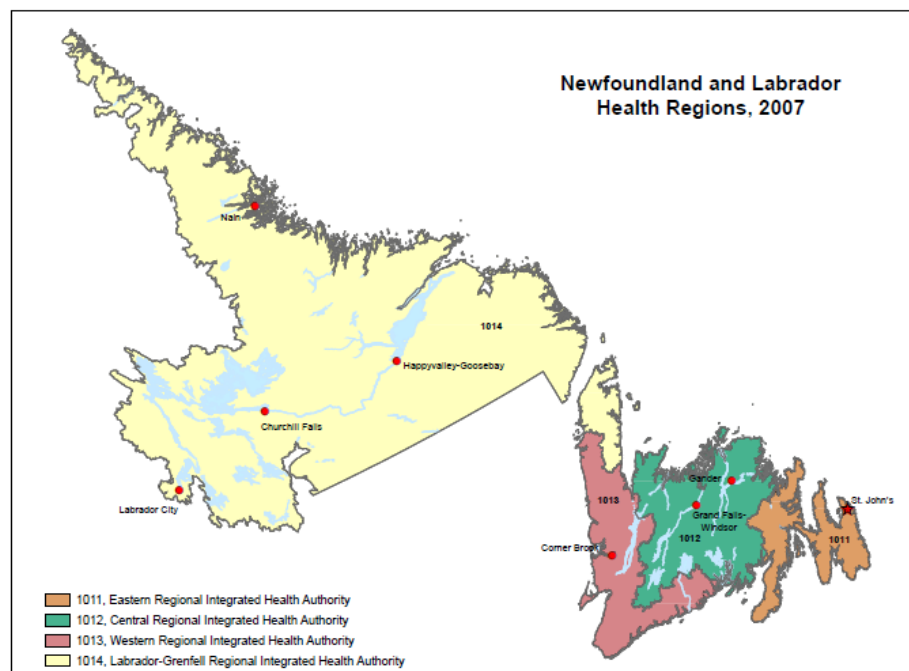 Newfoundland and Labrador
Health Regions, 2007
Nain
1014
Happyvalley-Goosebay
Churchill Falls
Labrador City
Gander
1013
St. John's
Grand Falls-
Windsor
1012
1011
Corner Brook
1011, Eastern Regional Integrated Health Authority
1012, Central Regional Integrated Health Authority
1013, Western Regional Integrated Health Authority
1014, Labrador-Grenfell Regional Integrated Health Authority